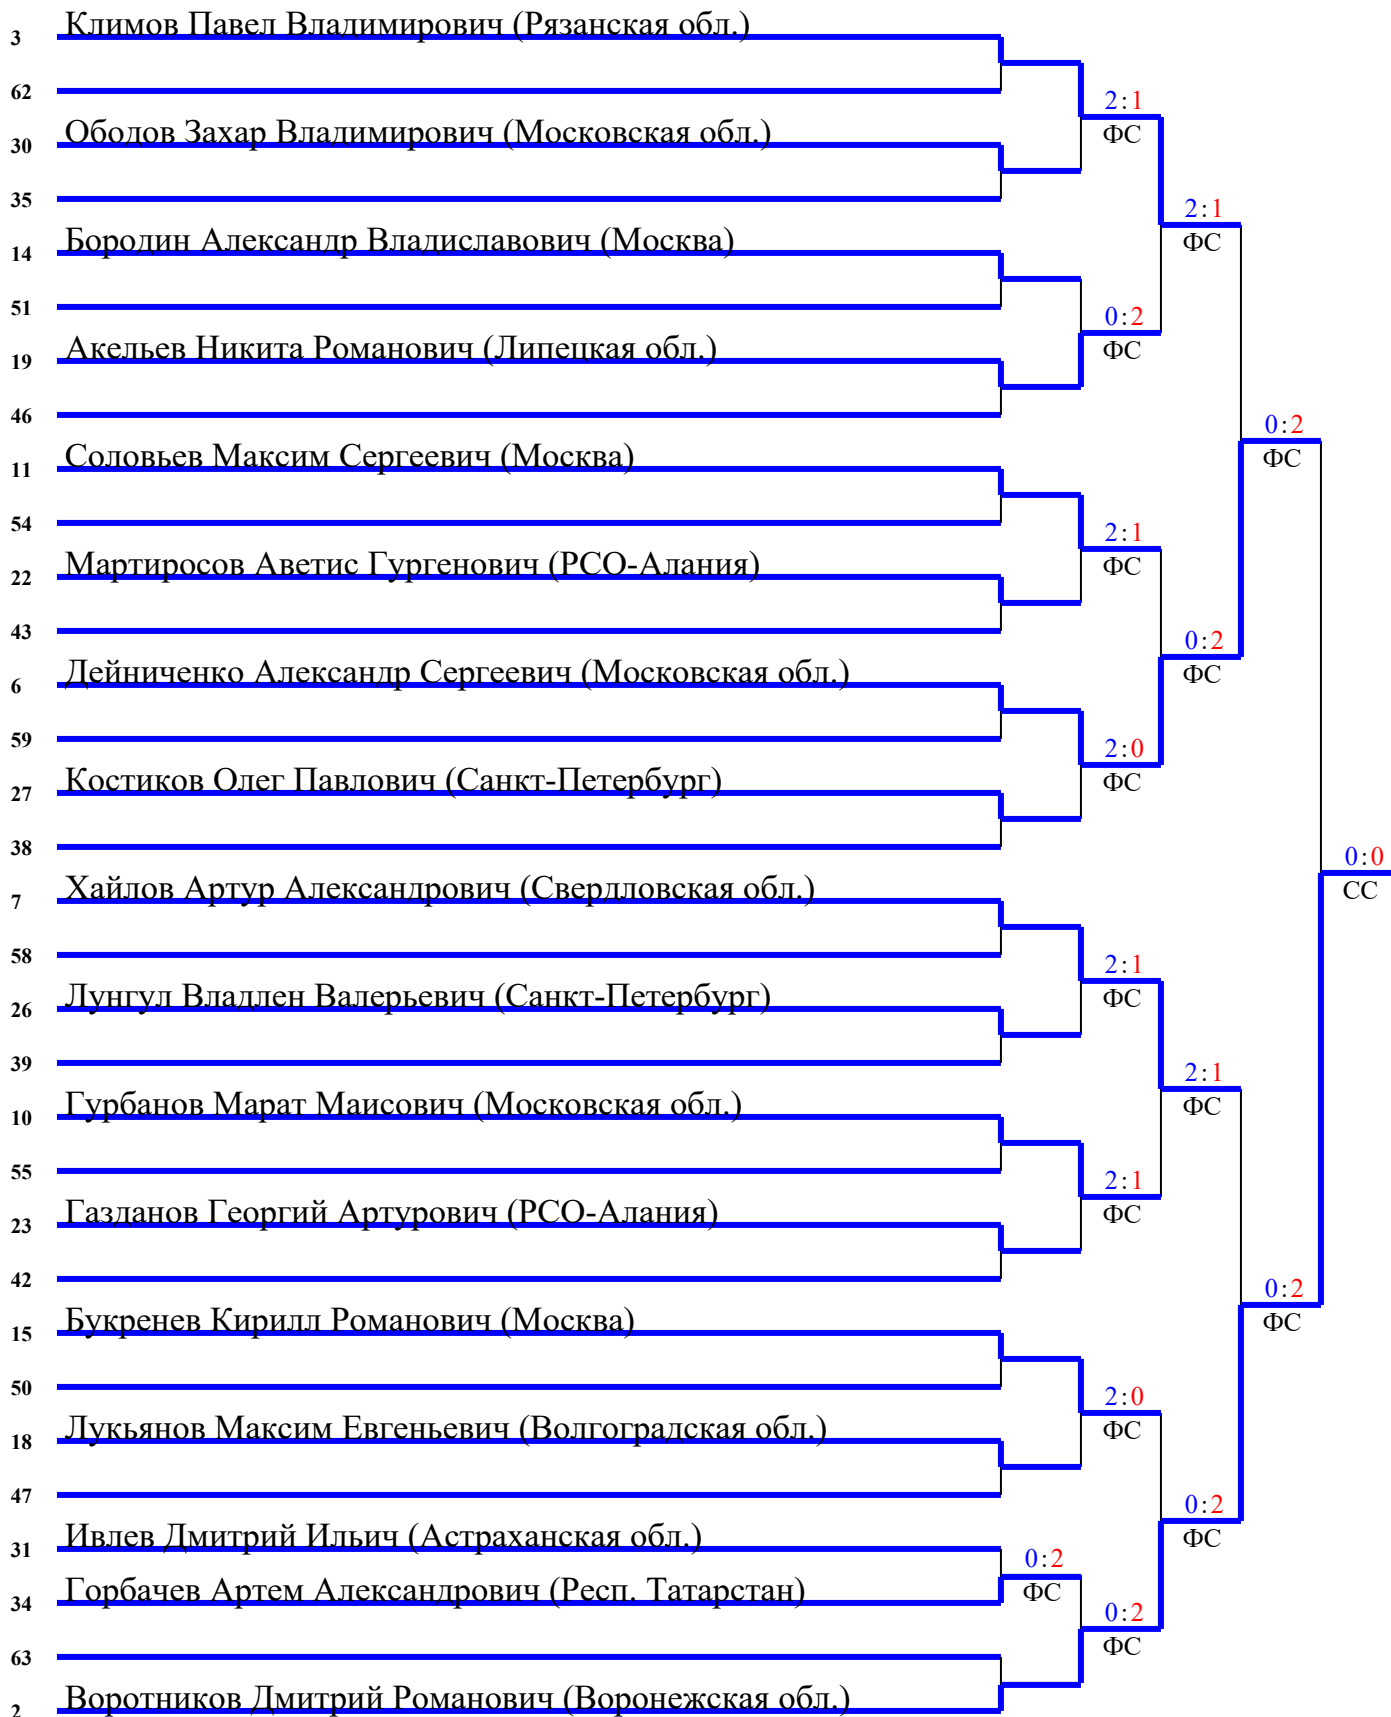 3 Климов Павел Владимирович (Рязанская обл.)
62
2:1
30 Ободов Захар Владимирович (Московская обл.)
ФС
35
2:1
14 Бородин Александр Владиславович (Москва)
ФС
51
0:2
19 Акельев Никита Романович (Липецкая обл.)
ФС
46
0:2
11 Соловьев Максим Сергеевич (Москва)
ФС
54
2:1
22 Мартиросов Аветис Гургенович (РСО-Алания)
ФС
43
0:2
6 Дейниченко Александр Сергеевич (Московская обл.)
ФС
59
2:0
27 Костиков Олег Павлович (Санкт-Петербург)
ФС
38
0:0
7 Хайлов Артур Александрович (Свердловская обл.)
СС
58
2:1
26 Лунгул Владлен Валерьевич (Санкт-Петербург)
ФС
39
2:1
10 Гурбанов Марат Маисович (Московская обл.)
ФС
55
2:1
23 Газданов Георгий Артурович (РСО-Алания)
ФС
42
0:2
15 Букренев Кирилл Романович (Москва)
ФС
50
2:0
18 Лукьянов Максим Евгеньевич (Волгоградская обл.)
ФС
47
0:2
31 Ивлев Дмитрий Ильич (Астраханская обл.)
ФС
0:2
34 Горбачев Артем Александрович (Респ. Татарстан)
ФС
0:2
63
ФС
2 Воротников Дмитрий Романович (Воронежская обл.)